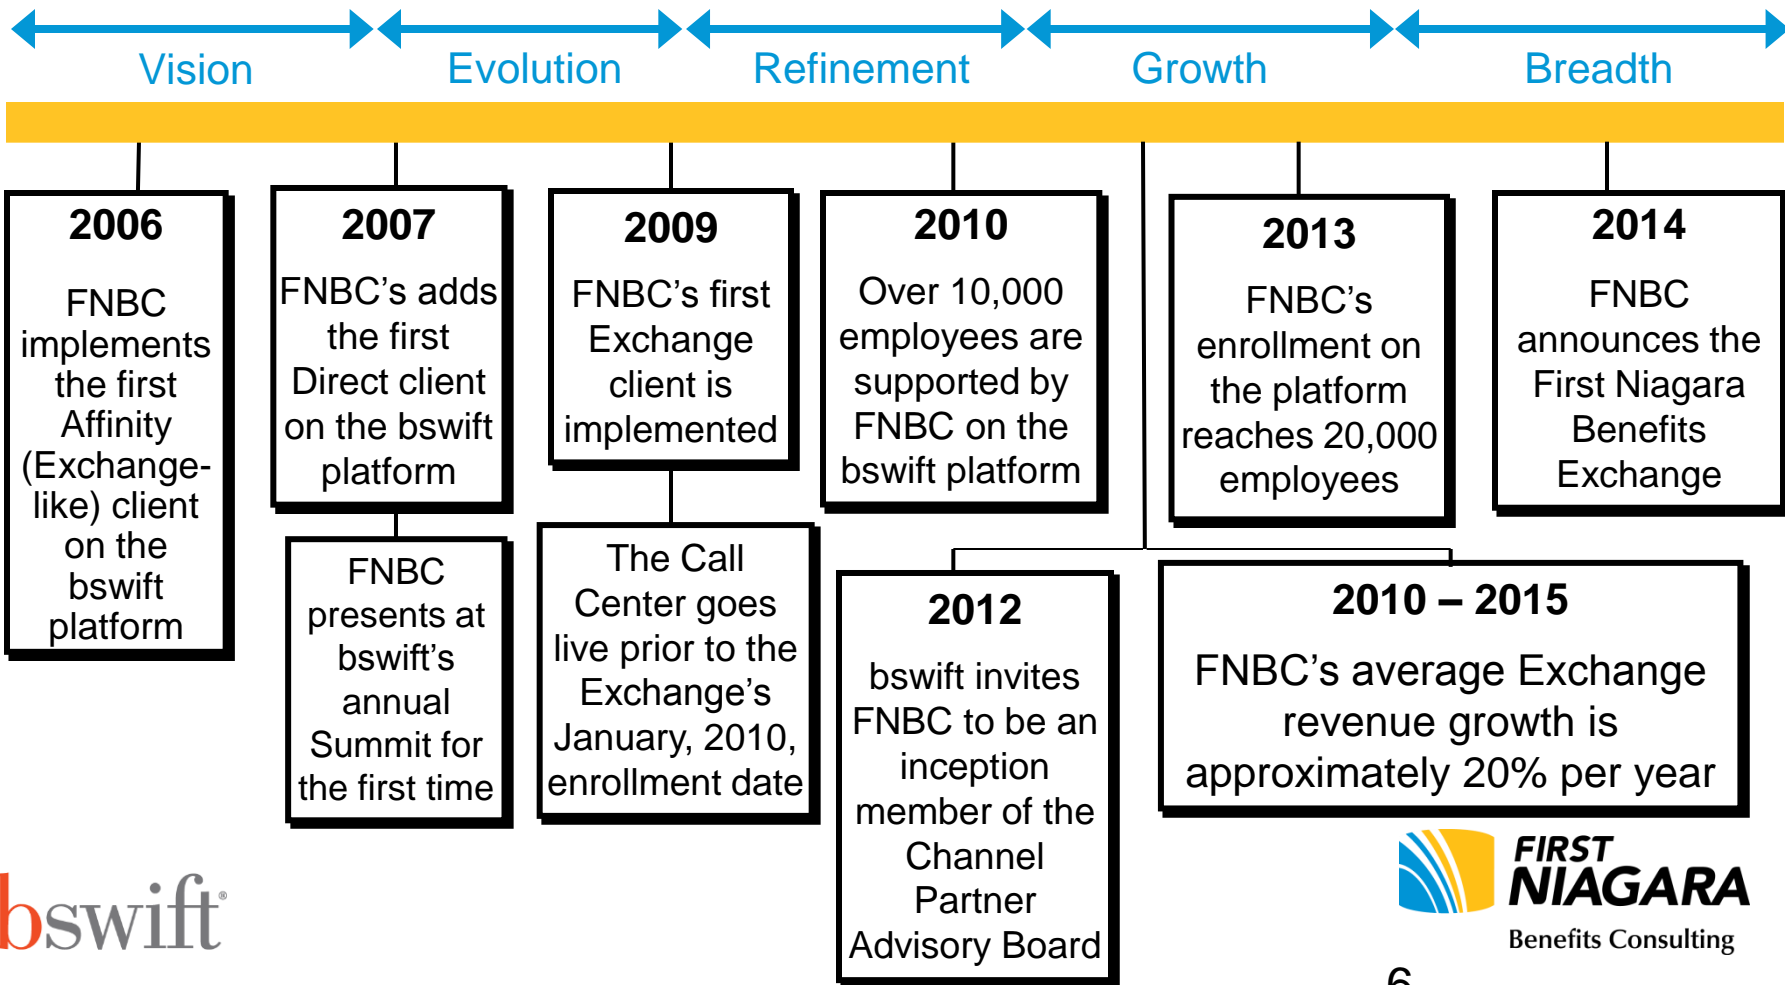 Vision
Evolution
Refinement
Growth
Breadth
2006
FNBC
implements
the first
Affinity
(Exchange-
like) client
on the
bswift
platform
2007
FNBC’s adds
the first
Direct client
on the bswift
platform
FNBC
presents at
bswift’s
annual
Summit for
the first time
2009
FNBC’s first
Exchange
client is
implemented
The Call
Center goes
live prior to the
Exchange’s
January, 2010,
enrollment date
2010
Over 10,000
employees are
supported by
FNBC on the
bswift platform
2012
bswift invites
FNBC to be an
inception
member of the
Channel
Partner
Advisory Board
2013
FNBC’s
enrollment on
the platform
reaches 20,000
employees
2010 – 2015
FNBC’s average Exchange
revenue growth is
approximately 20% per year
2014
FNBC
announces the
First Niagara
Benefits
Exchange
bswift®
FIRST
NIAGARA
Benefits Consulting
6